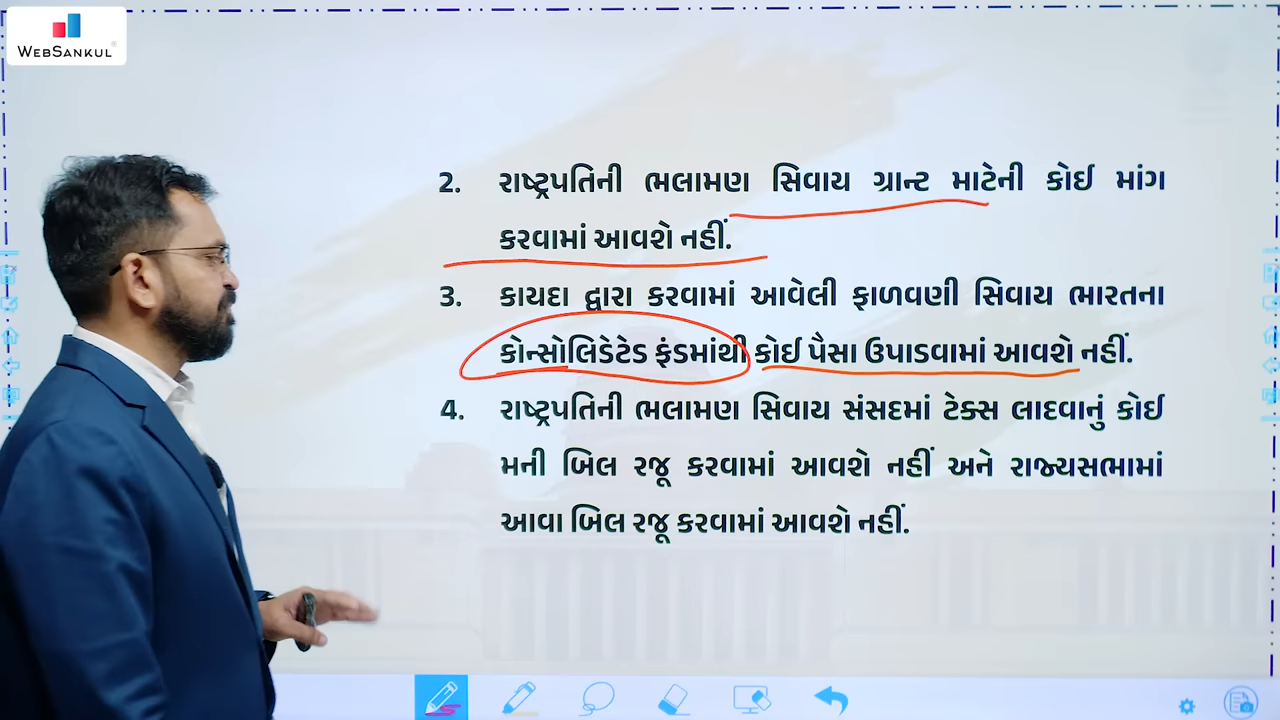 WEBSANKUL
2. રાષ્ટ્રપતિની ભલામણ સિવાય ગ્રાન્ટ માટેની કોઈ માંગ
કરવામાં આવશે નહીં.
3. કાયદા દ્વારા કરવામાં આવેલી ફાળવણી સિવાય ભારતના
કોન્સોલિડેટેડ ફંડમાંથી કોઈ પૈસા ઉપાડવામાં આવશે નહીં.
4. રાષ્ટ્રપતિની ભલામણ સિવાય સંસદમાં ટેક્સ લાદવાનું કોઈ
મની બિલ રજૂ કરવામાં આવશે નહીં અને રાજ્યસભામાં
આવા બિલ રજૂ કરવામાં આવશે નહીં.